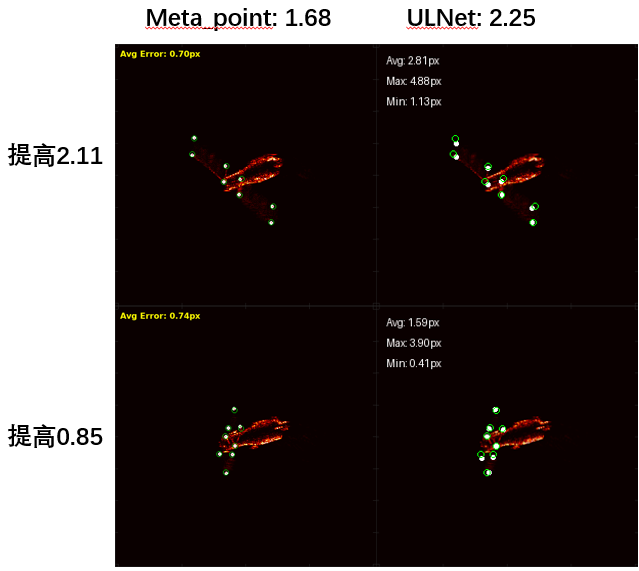 Meta_point: 1.68
ULNet: 2.25
提高2.11
Avg Error: 0.70px
Avg: 2.81px
Max: 4.88px
Min: 1.13px
提高0.85
Avg Error: 0.74px
Avg: 1.59px
Max: 3.90px
Min: 0.41px